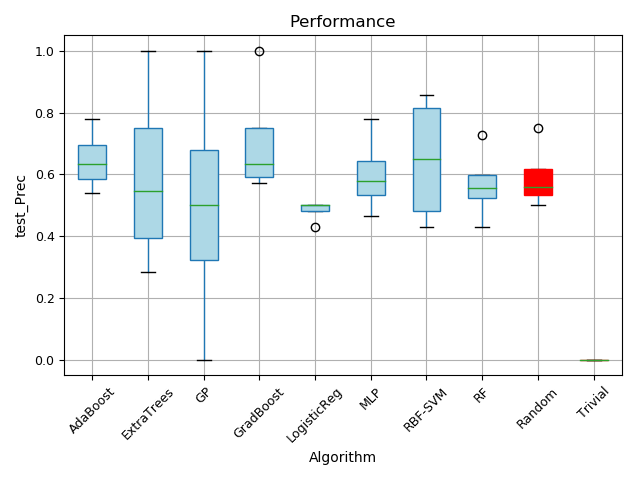 Performance
test_Prec
1.0
0.8
0.6
0.4
0.2
0.0
AdaBoost
ExtraTrees
GP
GradBoost
LogisticReg
MLP
RBF-SVM
RF
Random
Trivial
Algorithm